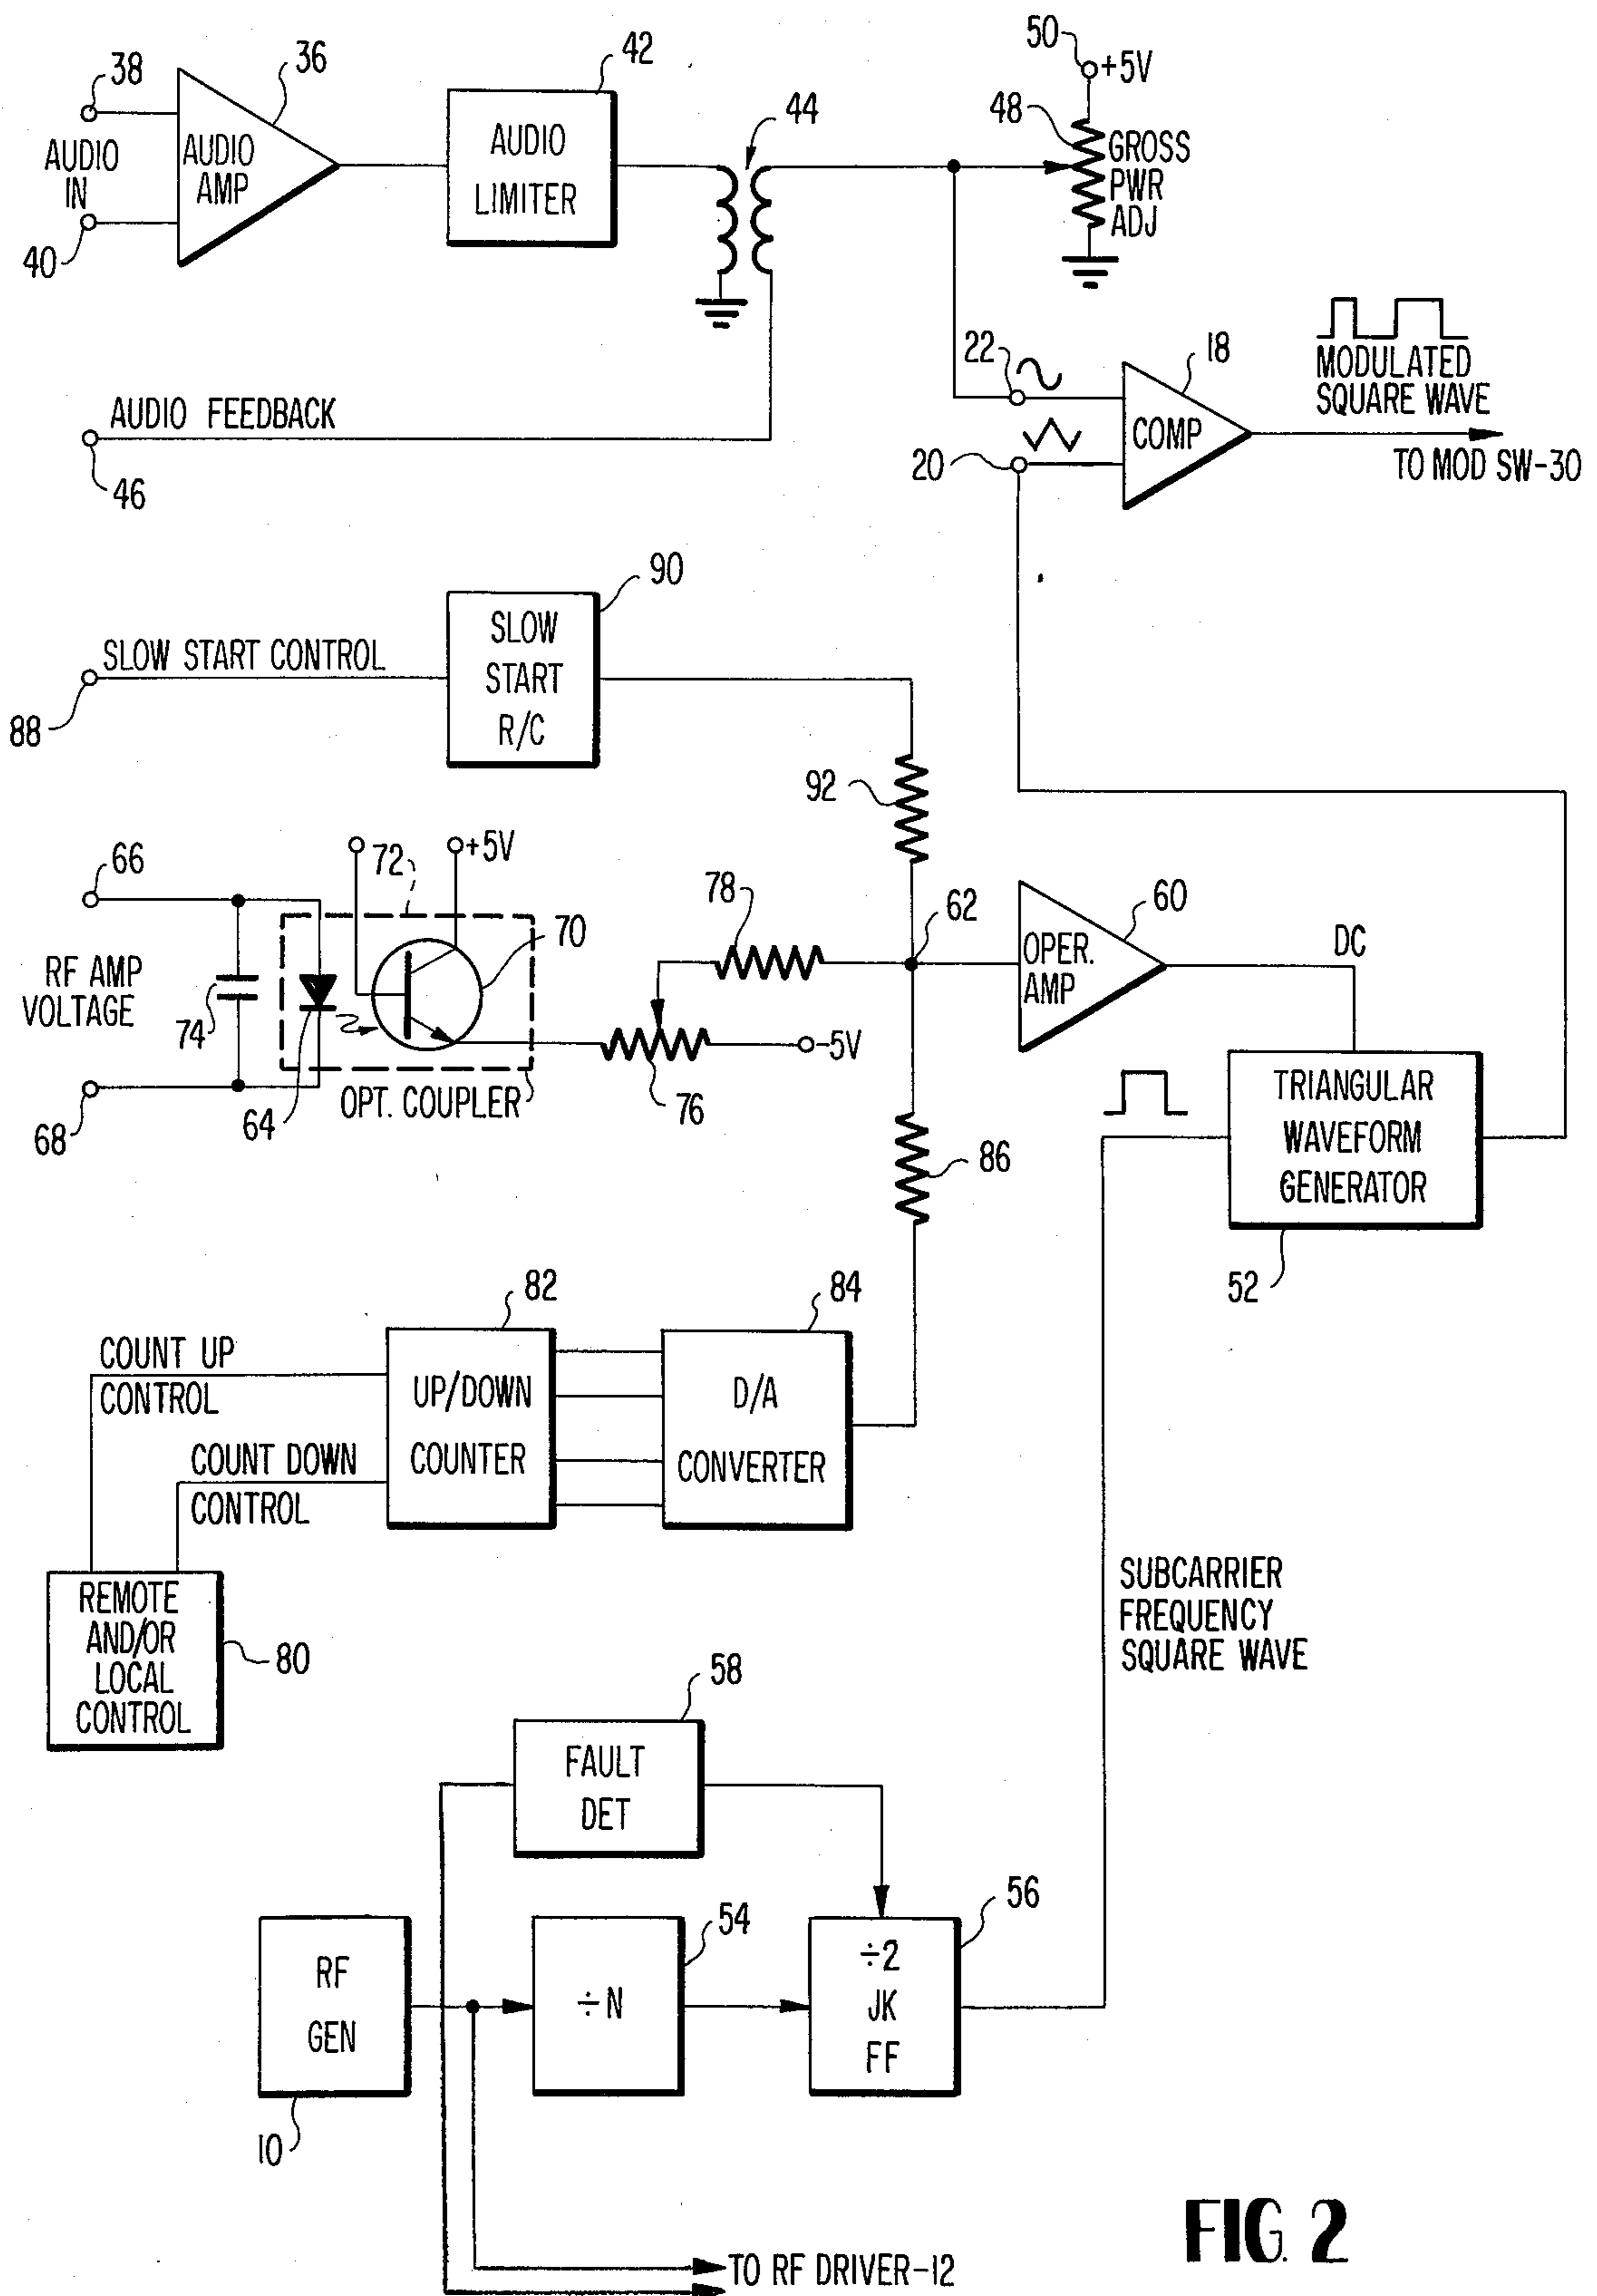 50
+5V
38
36
42
44
48
GROSS
PWR
ADJ
AUDIO
IN
AUDIO
AMP
AUDIO
LIMITER
40
22
18
MODULATED
SQUARE WAVE
COMP
20
TO MOD SW-30
AUDIO FEEDBACK
46
90
SLOW START CONTROL
SLOW
START
R/C
88
92
66
72
+5V
78
62
60
70
RF AMP
VOLTAGE
74
OPER.
AMP
DC
-5V
64
OPT. COUPLER
76
68
86
TRIANGULAR
WAVEFORM
GENERATOR
52
82
84
COUNT UP
CONTROL
UP/DOWN
COUNTER
D/A
CONVERTER
COUNT DOWN
CONTROL
REMOTE
AND/OR
LOCAL
CONTROL
80
SUBCARRIER
FREQUENCY
SQUARE WAVE
58
FAULT
DET
54
56
RF
GEN
÷N
÷2
JK
FF
10
TO RF DRIVER-12
FIG. 2